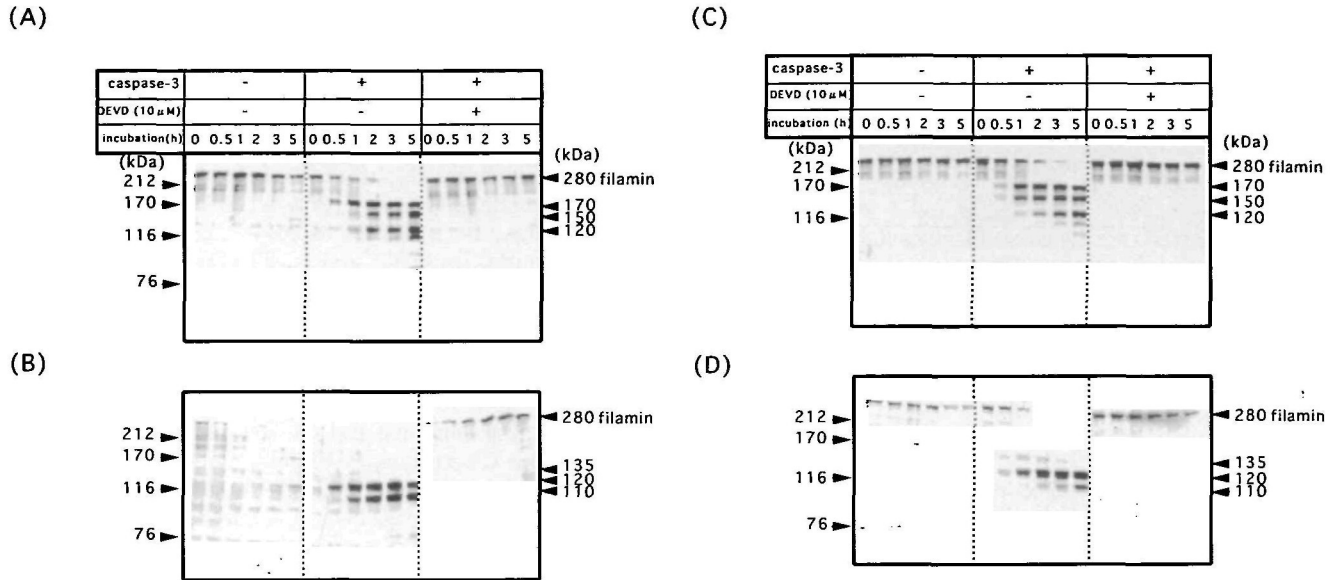 (A)
caspase-3 - + +
DEVD (10 μM) - - +
incubation(h) 0 0.5 1 2 3 5 0 0.5 1 2 3 5 0 0.5 1 2 3 5
(kDa) (kDa)
212 280 filamin
170 170
150
116 120
76
(B)
280 filamin
212
170 135
116 120
110
76
(C)
caspase-3 - + +
DEVD (10 μM) - - +
incubation (h) 0 0.5 1 2 3 5 0 0.5 1 2 3 5 0 0.5 1 2 3 5
(kDa) (kDa)
212 280 filamin
170 170
150
116 120
(D)
212 280 filamin
170
135
116 120
110
76